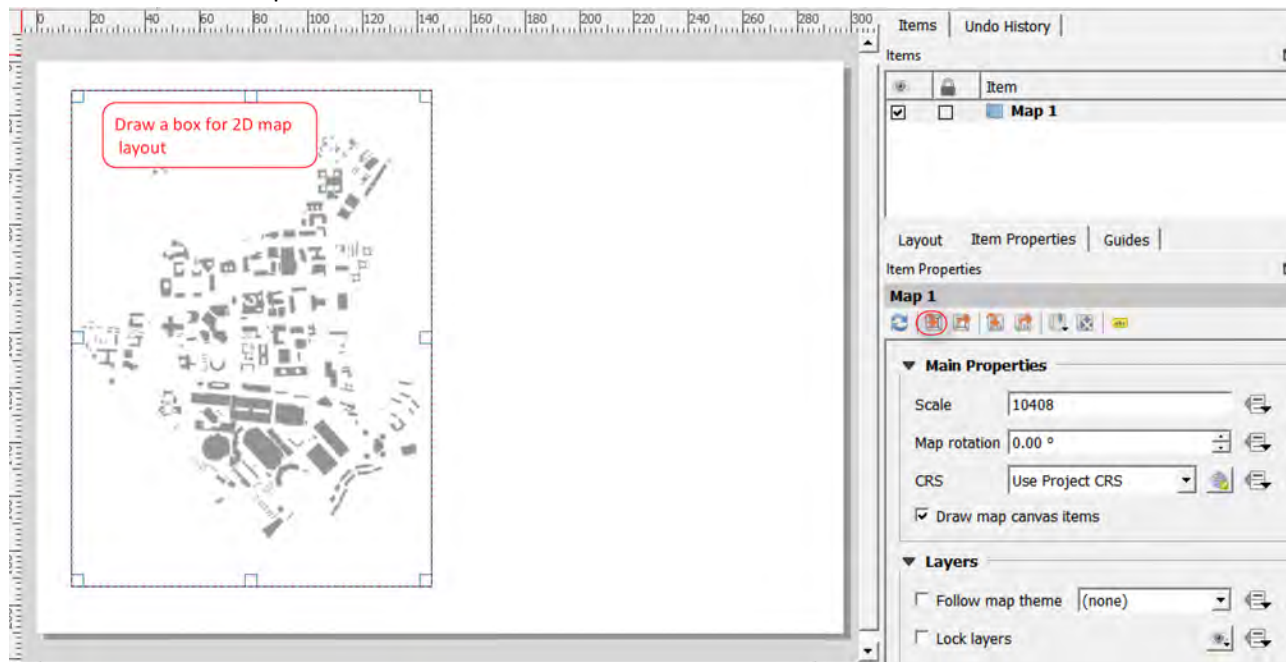 0 20 40 60 80 100 120 140 160 180 200 220 240 260 280 300
Items Undo History
Items
Item
Map 1
Draw a box for 2D map
layout
Layout Item Properties Guides
Item Properties
Map 1
Main Properties
Scale 10408
Map rotation 0.00 °
CRS Use Project CRS
Draw map canvas items
Layers
Follow map theme (none)
Lock layers